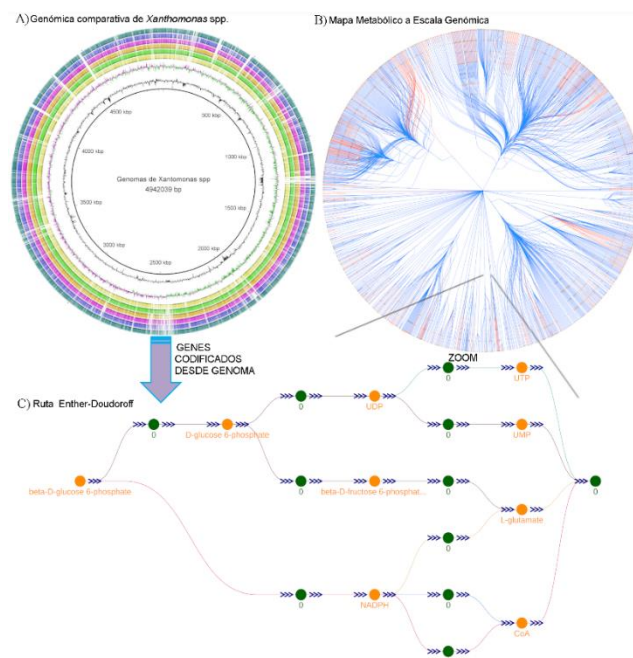 A) Genómica comparativa de Xanthomonas spp.
B) Mapa Metabólico a Escala Genómica
4500 kbp
500 kbp
4000 kbp
1000 kbp
Genomas de Xantomonas spp
4942039 bp
3500 kbp
1500 kbp
3000 kbp
2000 kbp
2500 kbp
GENES
CODIFICADOS
DESDE GENOMA
ZOOM
C) Ruta Enther-Doudoroff
>>> >>> 0
>>> >>> UTP
>>> >>> 0
>>> >>> UDP
>>> >>> 0
>>> >>> D-glucose 6-phosphate
>>> >>> 0
>>> >>> UMP
>>> beta-D-glucose 6-phosphate
>>> >>> 0
>>> >>> beta-D-fructose 6-phosphat...
>>> >>> 0
>>> 0
>>> >>> L-glutamate
>>> >>> 0
>>> >>> 0
>>> >>> NADPH
>>> >>> 0
>>> >>> CoA
>>> >>> 0